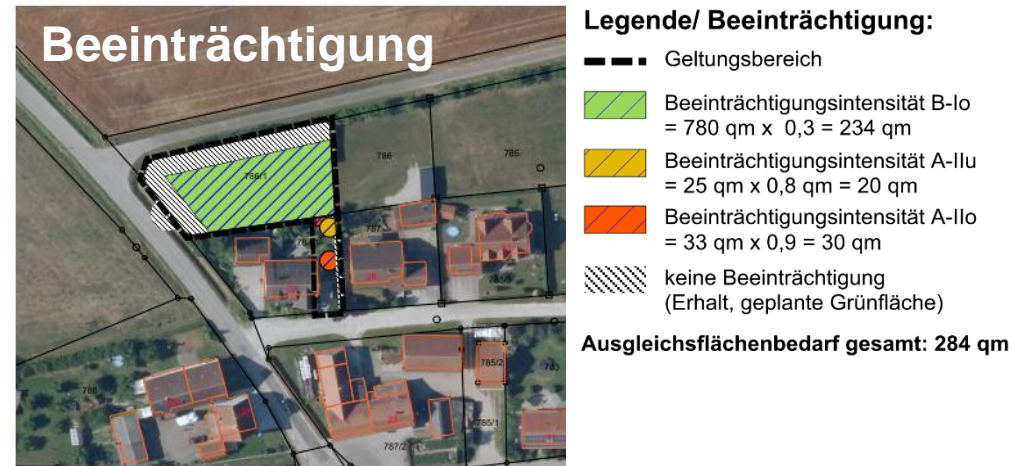 Beeinträchtigung
786/1
786
785
787
785/2
785/1
787/2
Legende/ Beeinträchtigung:
Geltungsbereich
Beeinträchtigungsintensität B-Io
= 780 qm x 0,3 = 234 qm
Beeinträchtigungsintensität A-IIu
= 25 qm x 0,8 qm = 20 qm
Beeinträchtigungsintensität A-IIo
= 33 qm x 0,9 = 30 qm
keine Beeinträchtigung
(Erhalt, geplante Grünfläche)
Ausgleichsflächenbedarf gesamt: 284 qm